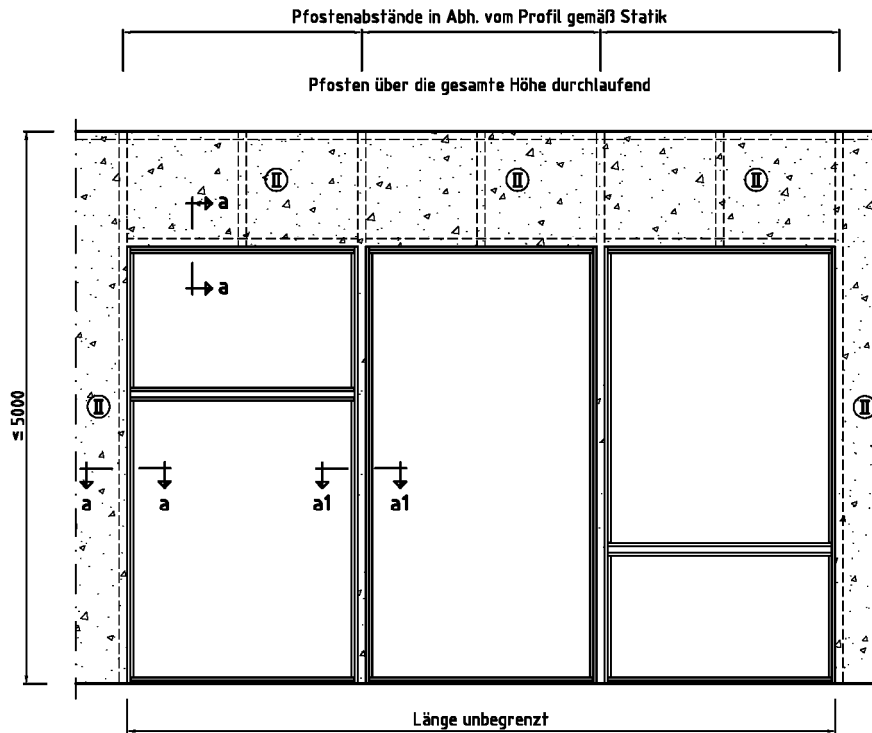 Pfostenabstände in Abh. vom Profil gemäß Statik
Pfosten über die gesamte Höhe durchlaufend
II II II
a
a
≤ 5000
II II
a a a1 a1
Länge unbegrenzt